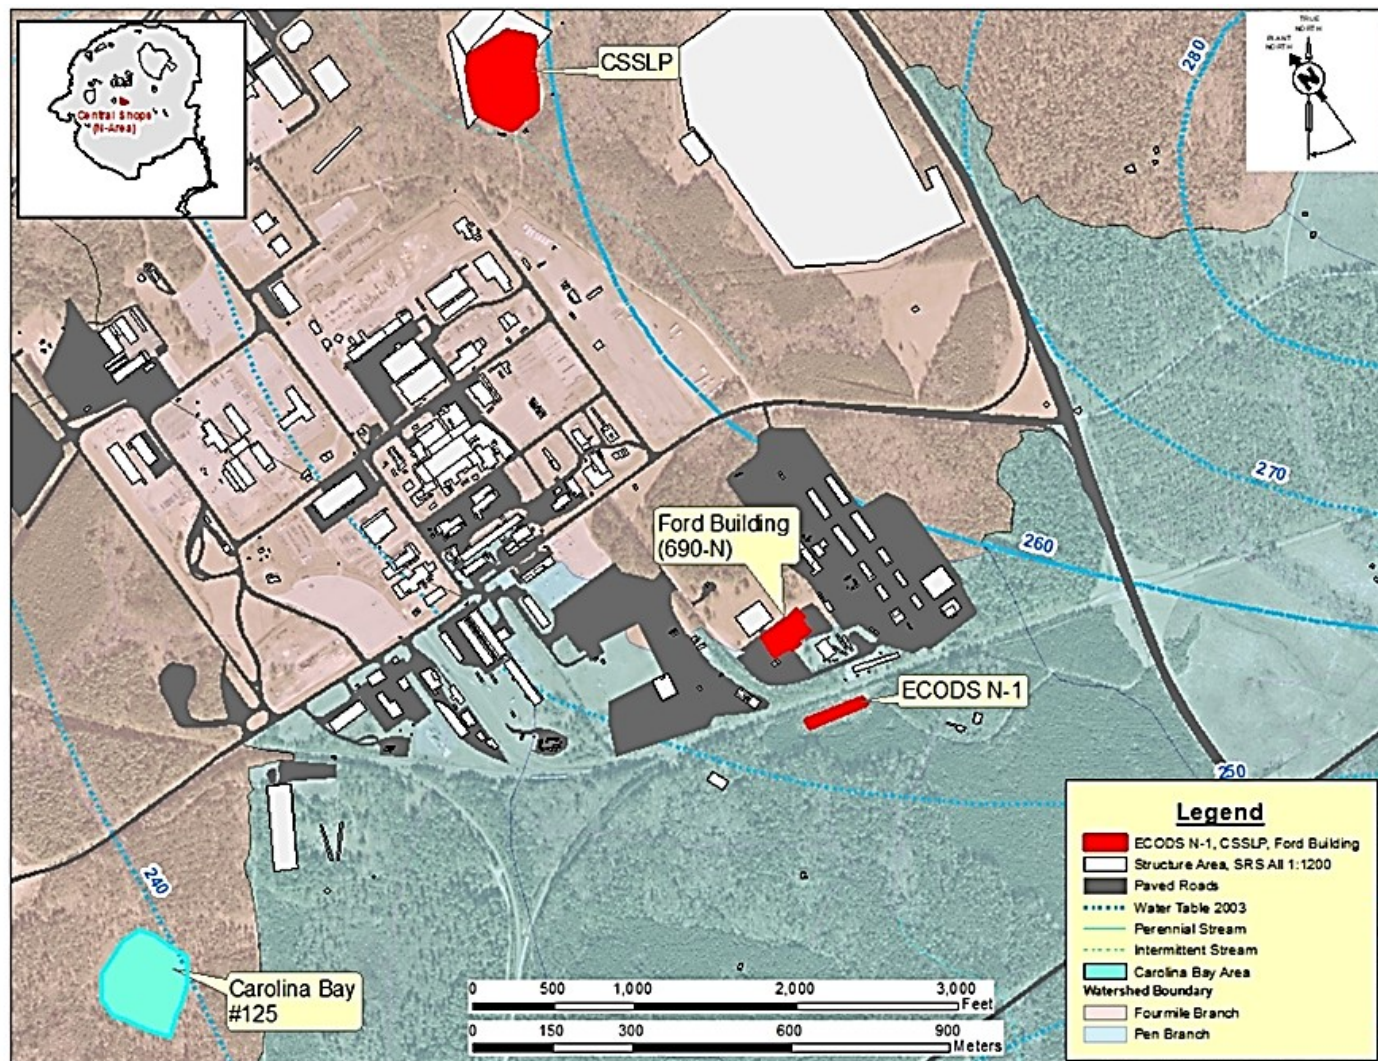 Central Shops
(N-Area)
CSSLP
TRUE
NORTH
PLANT
NORTH
N
280
270
260
250
240
Ford Building
(690-N)
ECODS N-1
Carolina Bay
#125
0 500 1,000 2,000 3,000
Feet
0 150 300 600 900
Meters
Legend
ECODS N-1, CSSLP, Ford Building
Structure Area, SRS All 1:1200
Paved Roads
Water Table 2003
Perennial Stream
Intermittent Stream
Carolina Bay Area
Watershed Boundary
Fourmile Branch
Pen Branch